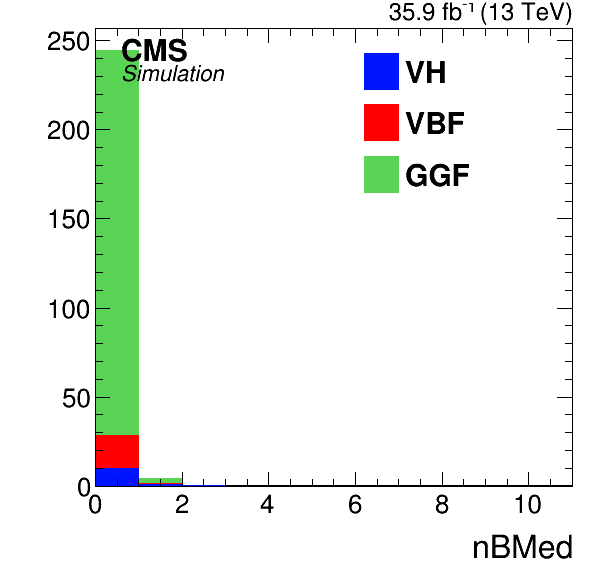 35.9 fb⁻¹ (13 TeV)
CMS
Simulation
VH
VBF
GGF
250
200
150
100
50
0
0 2 4 6 8 10
nBMed